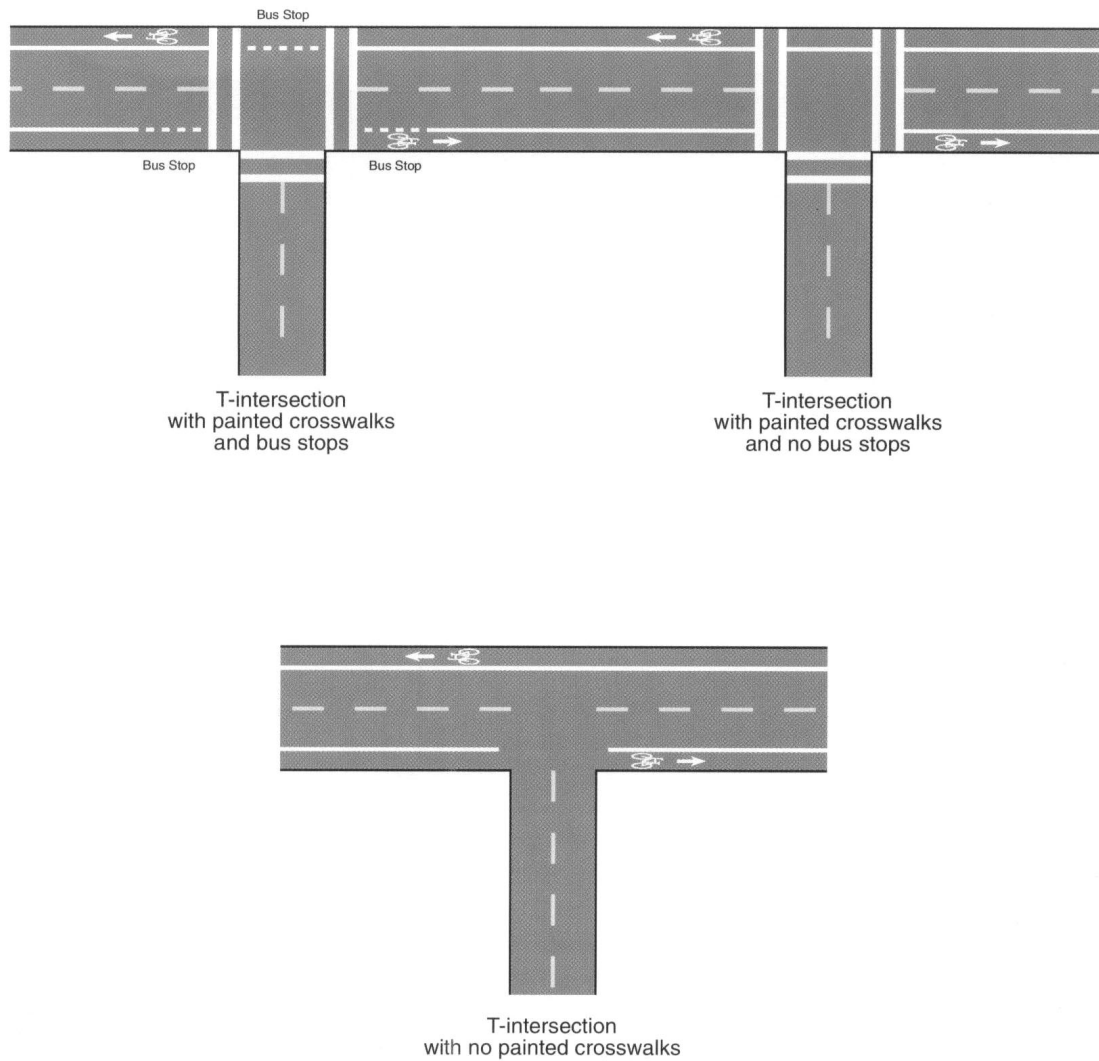 Bus Stop
Bus Stop
Bus Stop
T-intersection
with painted crosswalks
and bus stops
T-intersection
with painted crosswalks
and no bus stops
T-intersection
with no painted crosswalks